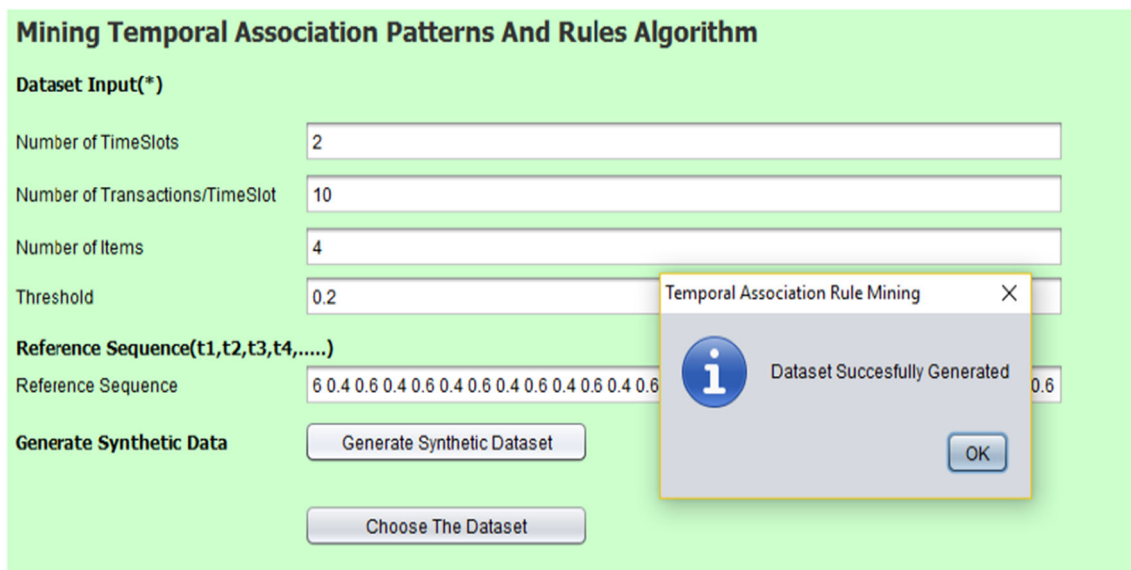 Mining Temporal Association Patterns And Rules Algorithm
Dataset Input(*)
Number of TimeSlots
2
Number of Transactions/TimeSlot
10
Number of Items
4
Threshold
0.2
Reference Sequence(t1,t2,t3,t4,.....)
Reference Sequence
6 0.4 0.6 0.4 0.6 0.4 0.6 0.4 0.6 0.4 0.6 0.4 0.6
0.6
Generate Synthetic Data
Generate Synthetic Dataset
Choose The Dataset
Temporal Association Rule Mining
Dataset Succesfully Generated
OK